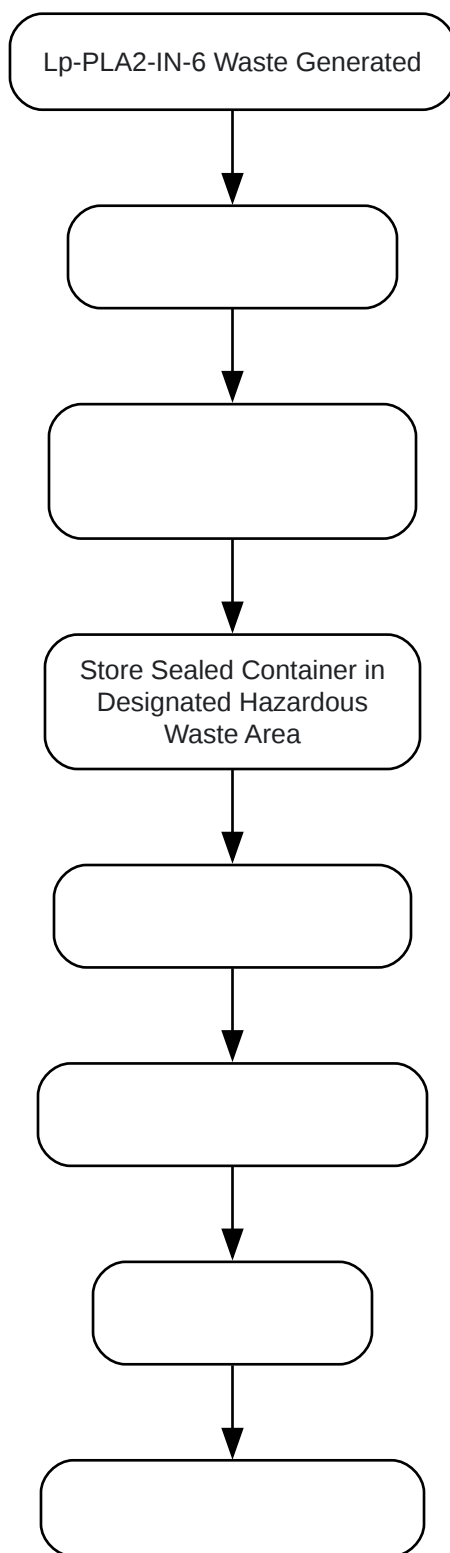 Lp-PLA2-IN-6 Waste Generated
Store Sealed Container in
Designated Hazardous
Waste Area